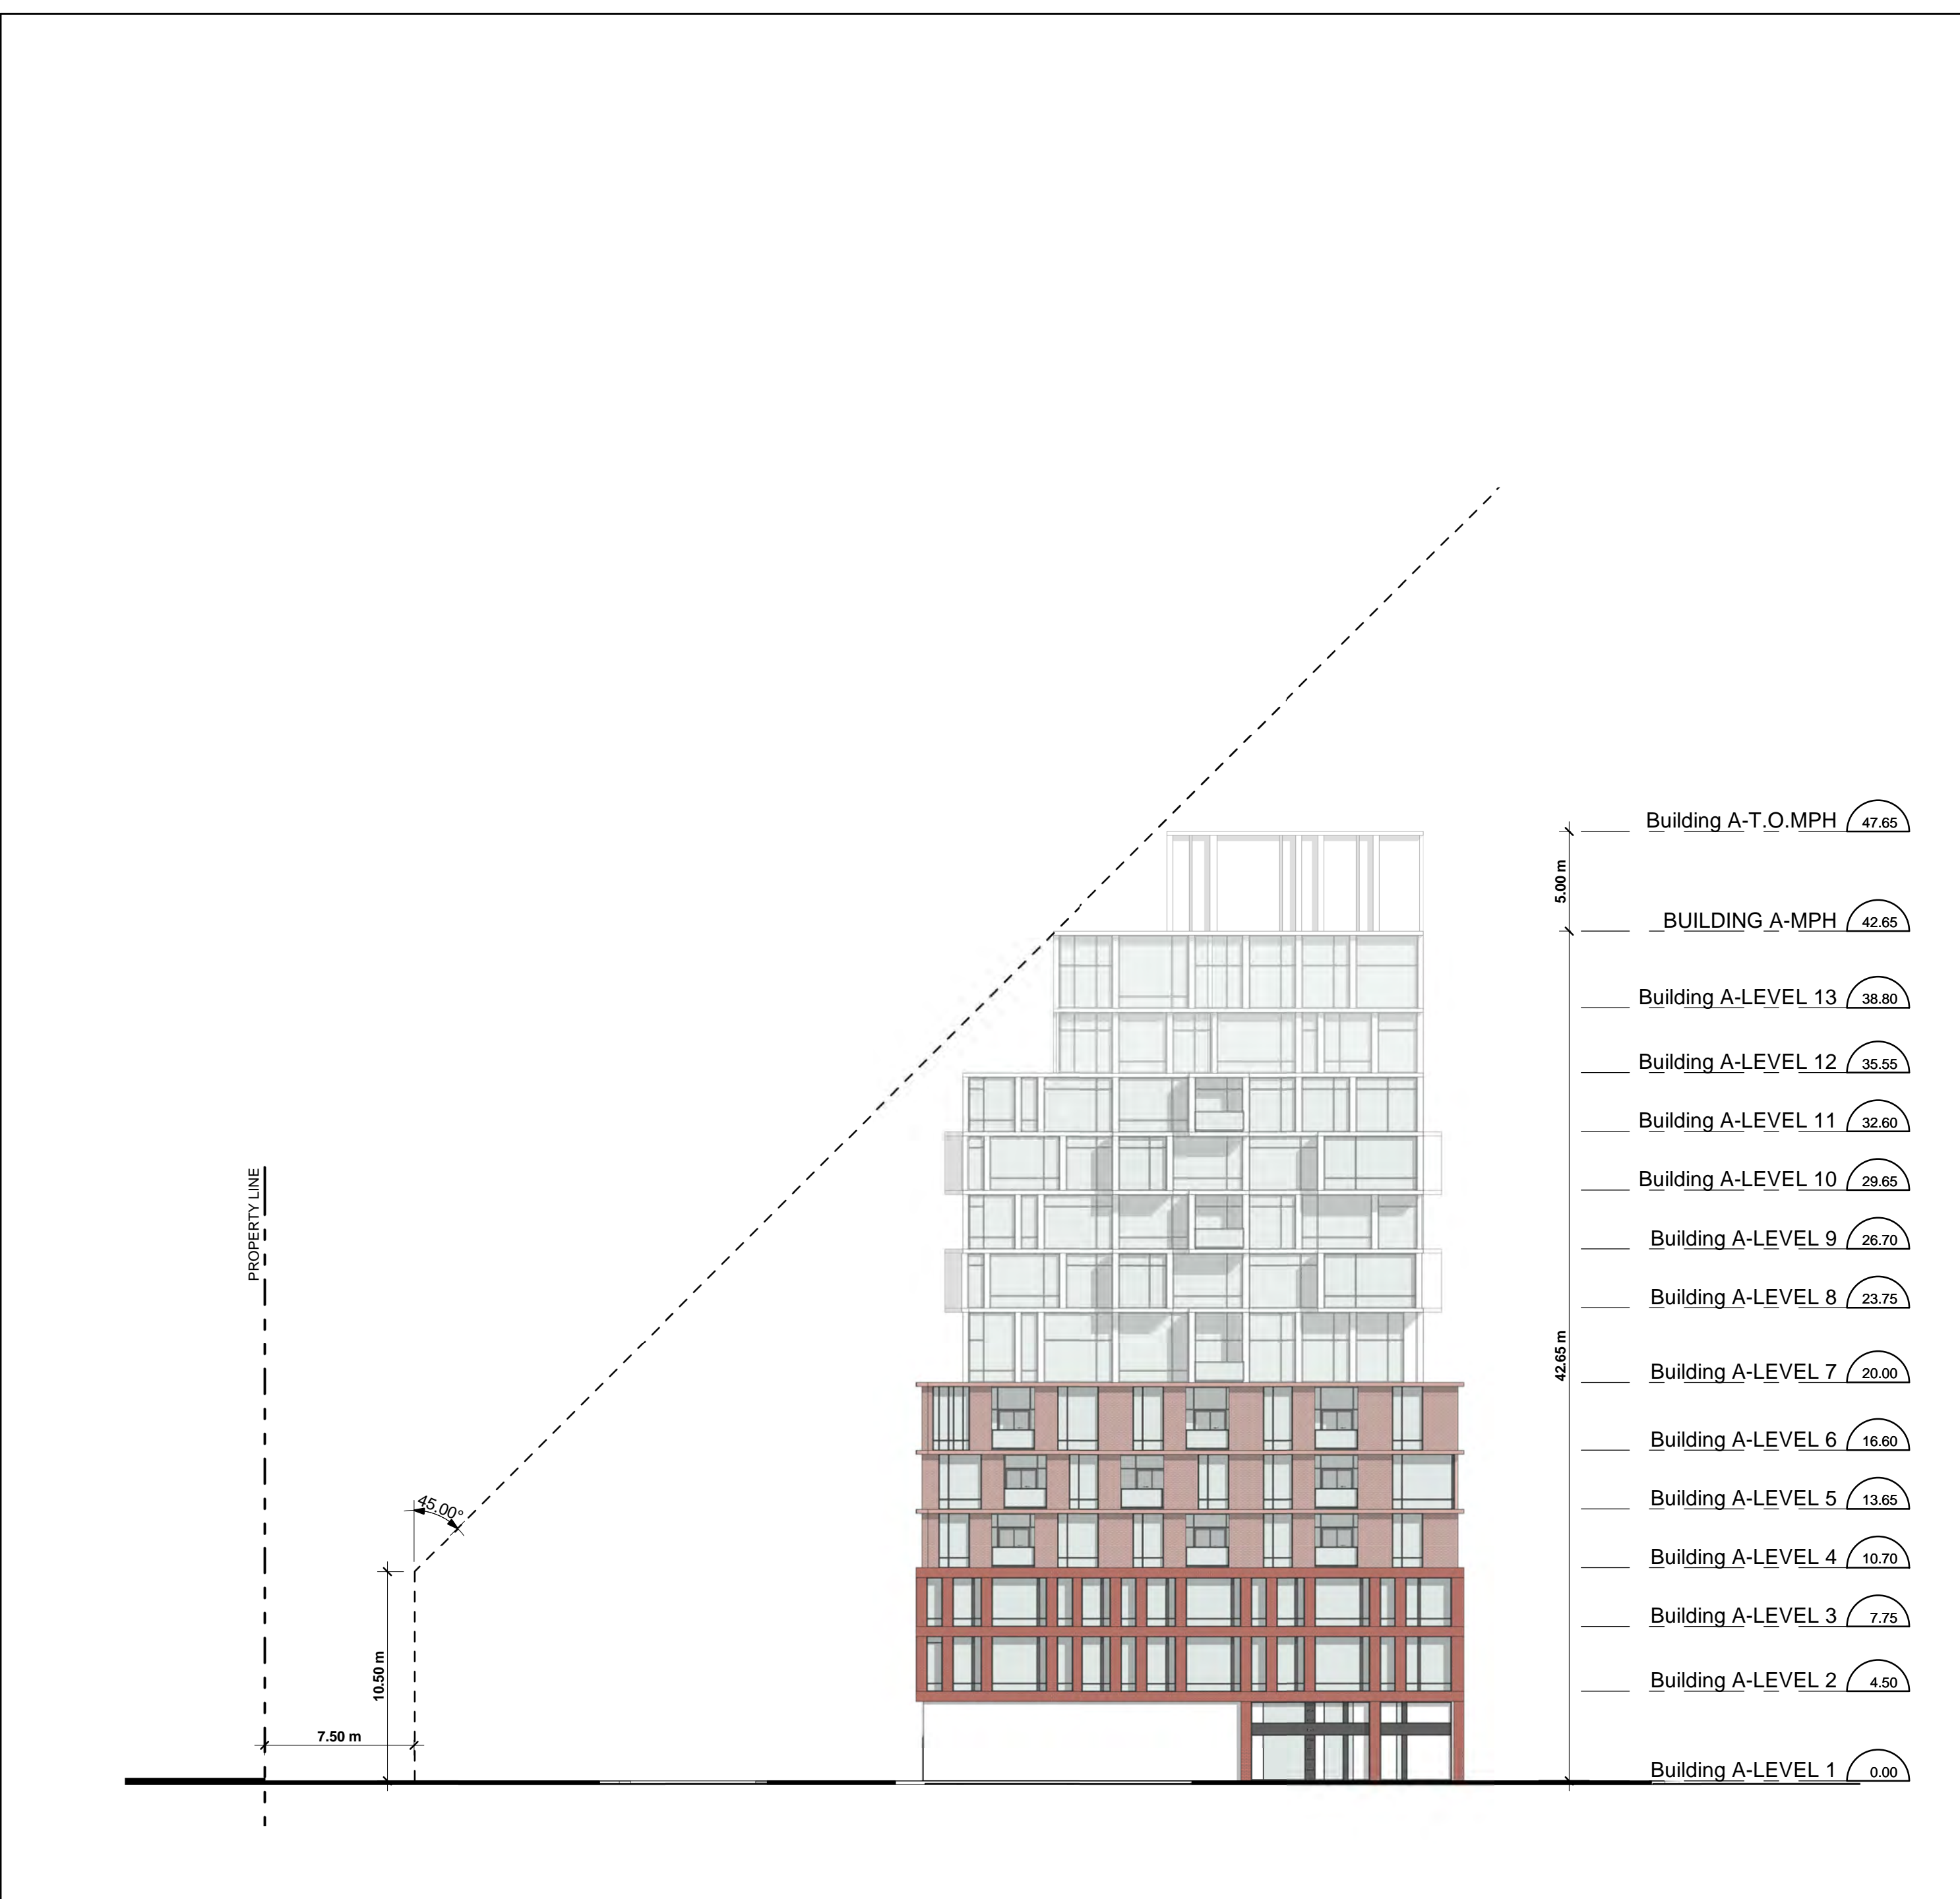 Building A-T.O.MPH 47.65
5.00 m
BUILDING A-MPH 42.65
Building A-LEVEL 13 38.80
Building A-LEVEL 12 35.55
Building A-LEVEL 11 32.60
PROPERTY LINE
Building A-LEVEL 10 29.65
Building A-LEVEL 9 26.70
Building A-LEVEL 8 23.75
42.65 m
Building A-LEVEL 7 20.00
Building A-LEVEL 6 16.60
45.00°
Building A-LEVEL 5 13.65
Building A-LEVEL 4 10.70
Building A-LEVEL 3 7.75
10.50 m
Building A-LEVEL 2 4.50
7.50 m
Building A-LEVEL 1 0.00